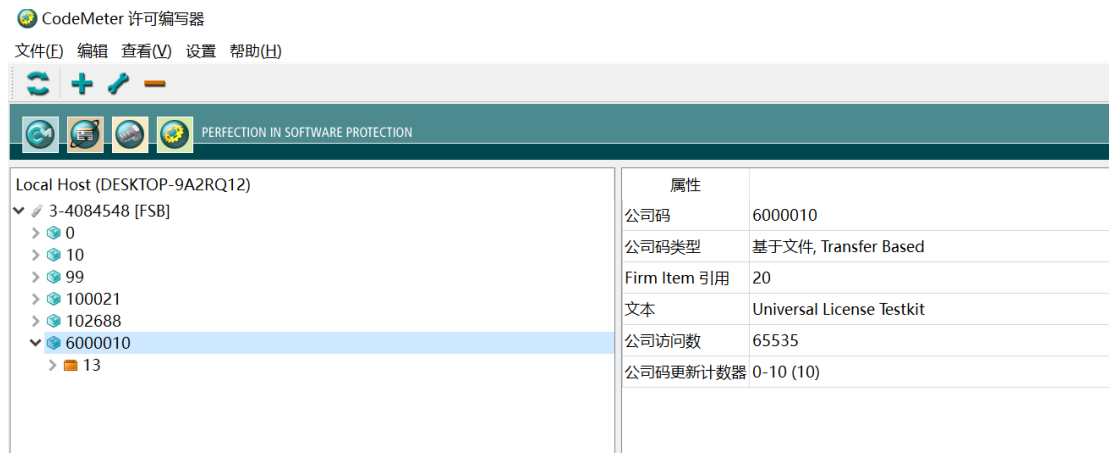 CodeMeter 许可编写器
文件(F) 编辑 查看(V) 设置 帮助(H)
PERFECTION IN SOFTWARE PROTECTION
Local Host (DESKTOP-9A2RQ12)
3-4084548 [FSB]
0
10
99
100021
102688
6000010
13
属性
公司码 6000010
公司码类型 基于文件, Transfer Based
Firm Item 引用 20
文本 Universal License Testkit
公司访问数 65535
公司码更新计数器 0-10 (10)